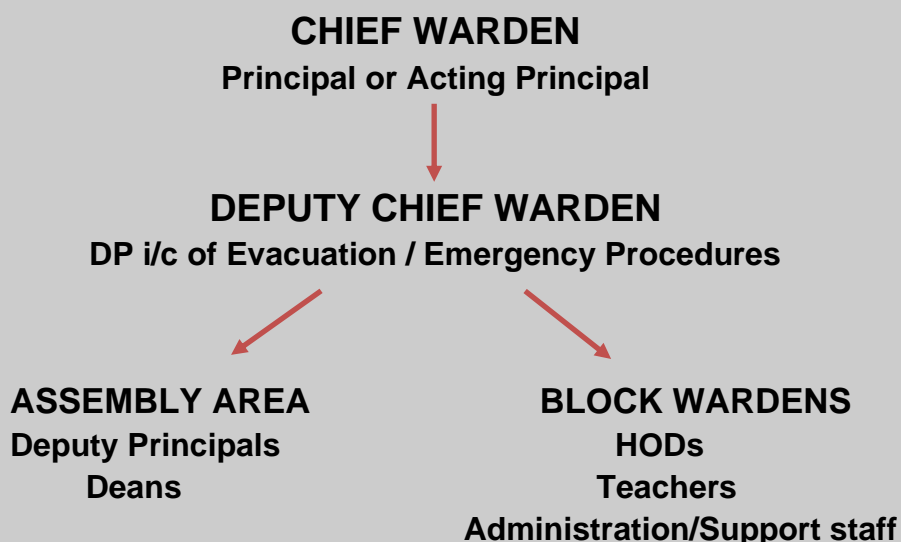 CHIEF WARDEN
Principal or Acting Principal
DEPUTY CHIEF WARDEN
DP i/c of Evacuation / Emergency Procedures
ASSEMBLY AREA
Deputy Principals
Deans
BLOCK WARDENS
HODs
Teachers
Administration/Support staff